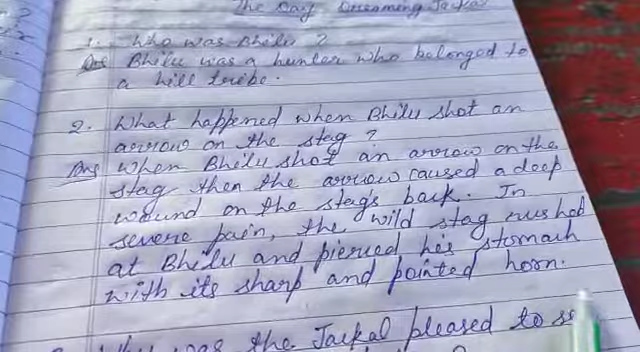 The Day Dreaming Jackal
1. Who was Bhilu ?
Ans Bhilu was a hunter who belonged to
a hill tribe.
2. What happened when Bhilu shot an
arrow on the stag ?
Ans When Bhilu shot an arrow on the
stag then the arrow caused a deep
wound on the stag's back. In
severe pain, the wild stag rushed
at Bhilu and pierced his stomach
with its sharp and pointed horn.
was the Jackal pleased to